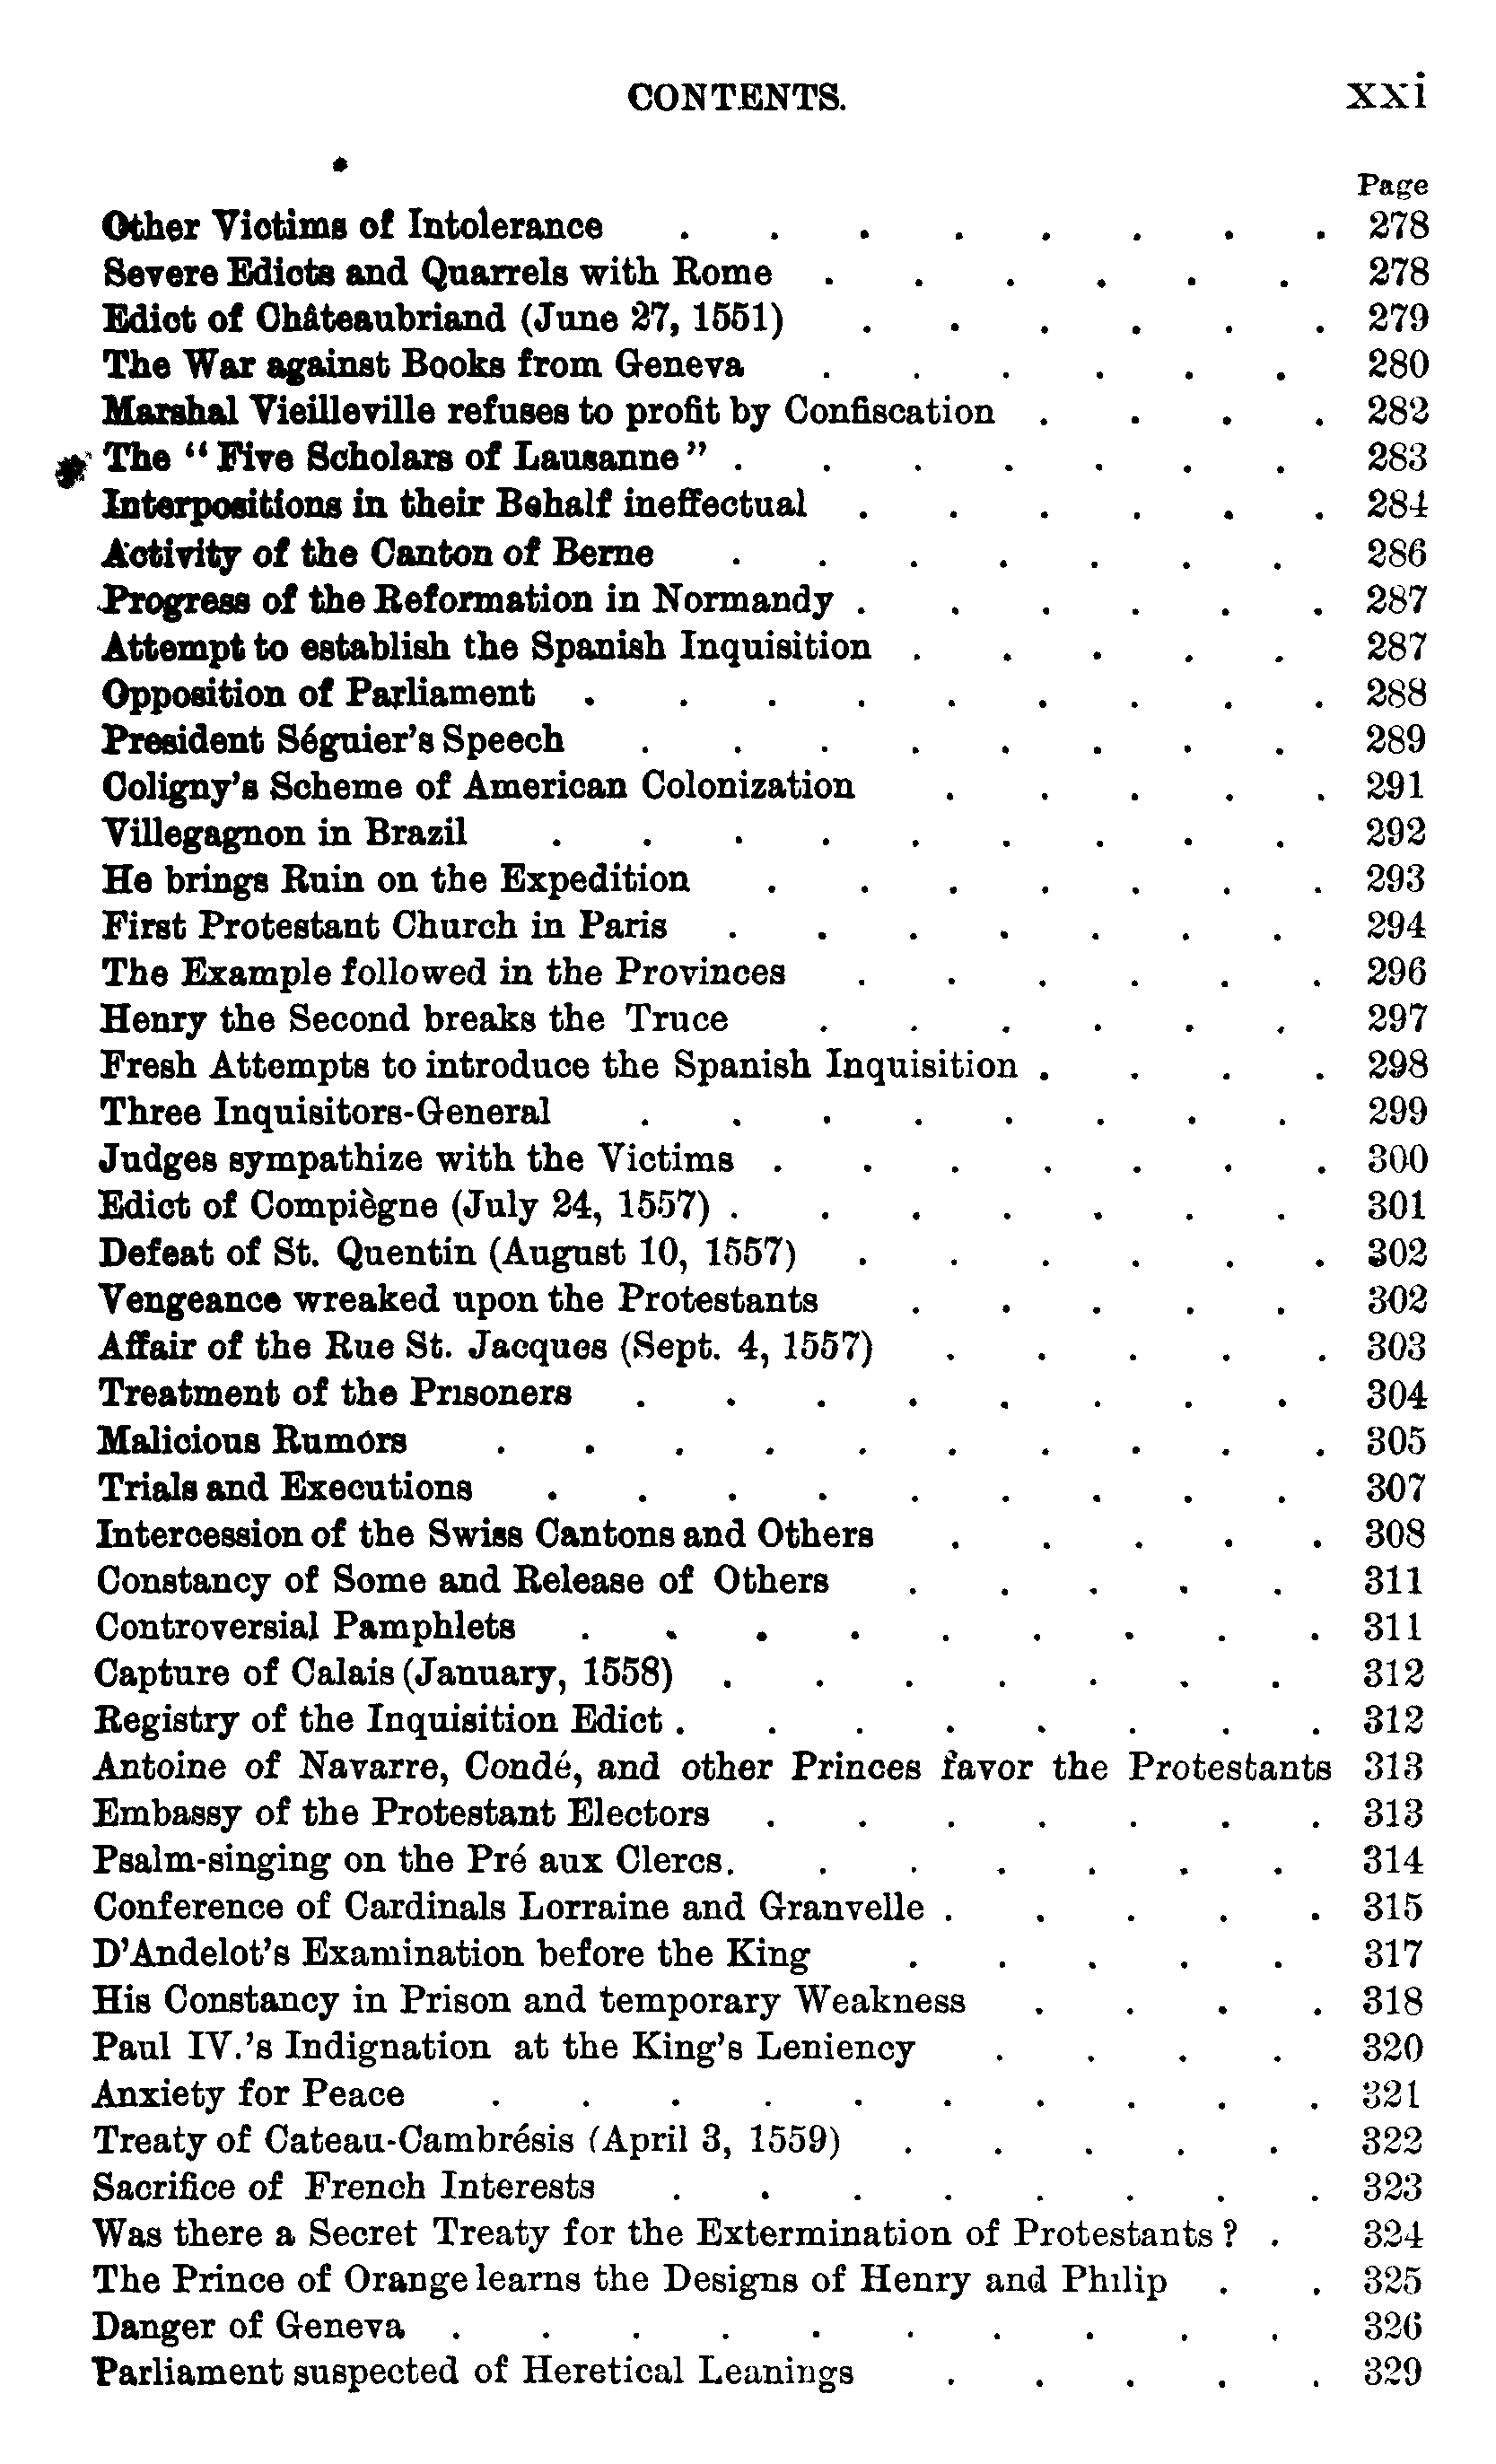 CONTENTS. xxi
Page
Other Victims of Intolerance . . . . . . . . 278
Severe Edicts and Quarrels with Rome . . . . . . 278
Edict of Châteaubriand (June 27, 1551) . . . . . . 279
The War against Books from Geneva . . . . . . 280
Marshal Vieilleville refuses to profit by Confiscation . . . . 282
The "Five Scholars of Lausanne" . . . . . . . 283
Interpositions in their Behalf ineffectual . . . . . . 284
Activity of the Canton of Berne . . . . . . . 286
Progress of the Reformation in Normandy . . . . . . 287
Attempt to establish the Spanish Inquisition . . . . . 287
Opposition of Parliament . . . . . . . . . 288
President Séguier's Speech . . . . . . . . 289
Coligny's Scheme of American Colonization . . . . . 291
Villegagnon in Brazil . . . . . . . . . 292
He brings Ruin on the Expedition . . . . . . . 293
First Protestant Church in Paris . . . . . . . 294
The Example followed in the Provinces . . . . . . 296
Henry the Second breaks the Truce . . . . . . 297
Fresh Attempts to introduce the Spanish Inquisition . . . . 298
Three Inquisitors-General . . . . . . . . 299
Judges sympathize with the Victims . . . . . . . 300
Edict of Compiègne (July 24, 1557) . . . . . . . 301
Defeat of St. Quentin (August 10, 1557) . . . . . . 302
Vengeance wreaked upon the Protestants . . . . . 302
Affair of the Rue St. Jacques (Sept. 4, 1557) . . . . . 303
Treatment of the Prisoners . . . . . . . . 304
Malicious Rumors . . . . . . . . . . 305
Trials and Executions . . . . . . . . . 307
Intercession of the Swiss Cantons and Others . . . . . 308
Constancy of Some and Release of Others . . . . . 311
Controversial Pamphlets . . . . . . . . . 311
Capture of Calais (January, 1558) . . . . . . . 312
Registry of the Inquisition Edict . . . . . . . . 312
Antoine of Navarre, Condé, and other Princes favor the Protestants 313
Embassy of the Protestant Electors . . . . . . . 313
Psalm-singing on the Pré aux Clercs. . . . . . . 314
Conference of Cardinals Lorraine and Granvelle . . . . . 315
D'Andelot's Examination before the King . . . . . 317
His Constancy in Prison and temporary Weakness . . . . 318
Paul IV.'s Indignation at the King's Leniency . . . . 320
Anxiety for Peace . . . . . . . . . . 321
Treaty of Cateau-Cambrésis (April 3, 1559) . . . . . 322
Sacrifice of French Interests . . . . . . . . 323
Was there a Secret Treaty for the Extermination of Protestants? . 324
The Prince of Orange learns the Designs of Henry and Philip . . 325
Danger of Geneva . . . . . . . . . . 326
Parliament suspected of Heretical Leanings . . . . . 329